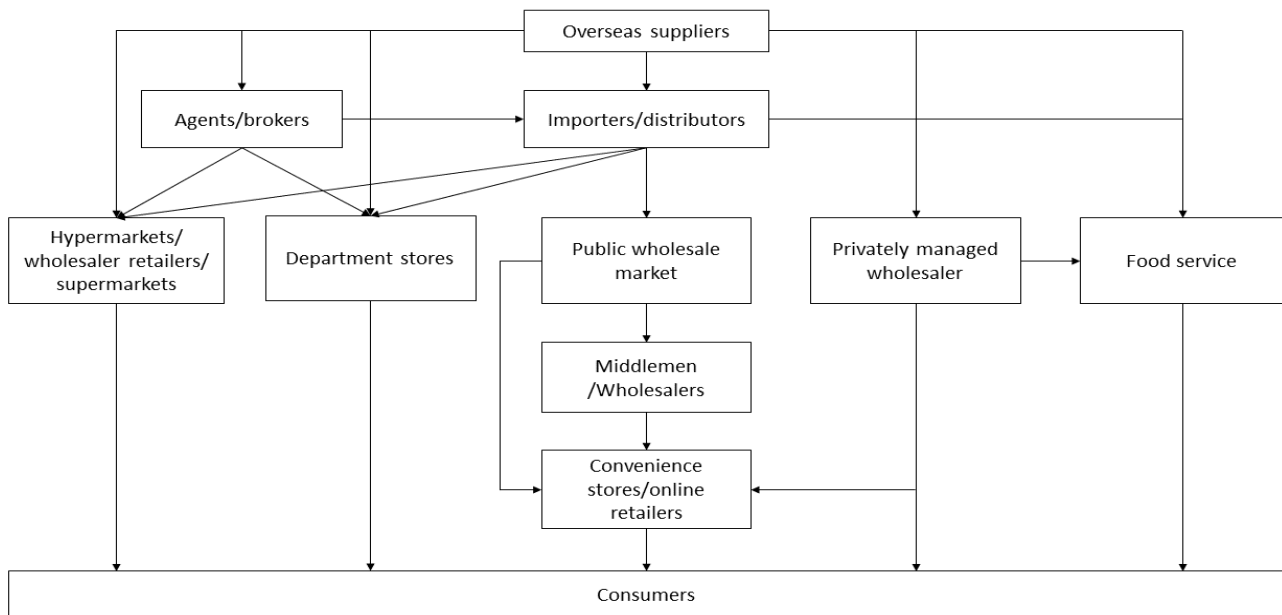 Overseas suppliers
Agents/brokers
Importers/distributors
Hypermarkets/
wholesaler retailers/
supermarkets
Department stores
Public wholesale
market
Privately managed
wholesaler
Food service
Middlemen
/Wholesalers
Convenience
stores/online
retailers
Consumers